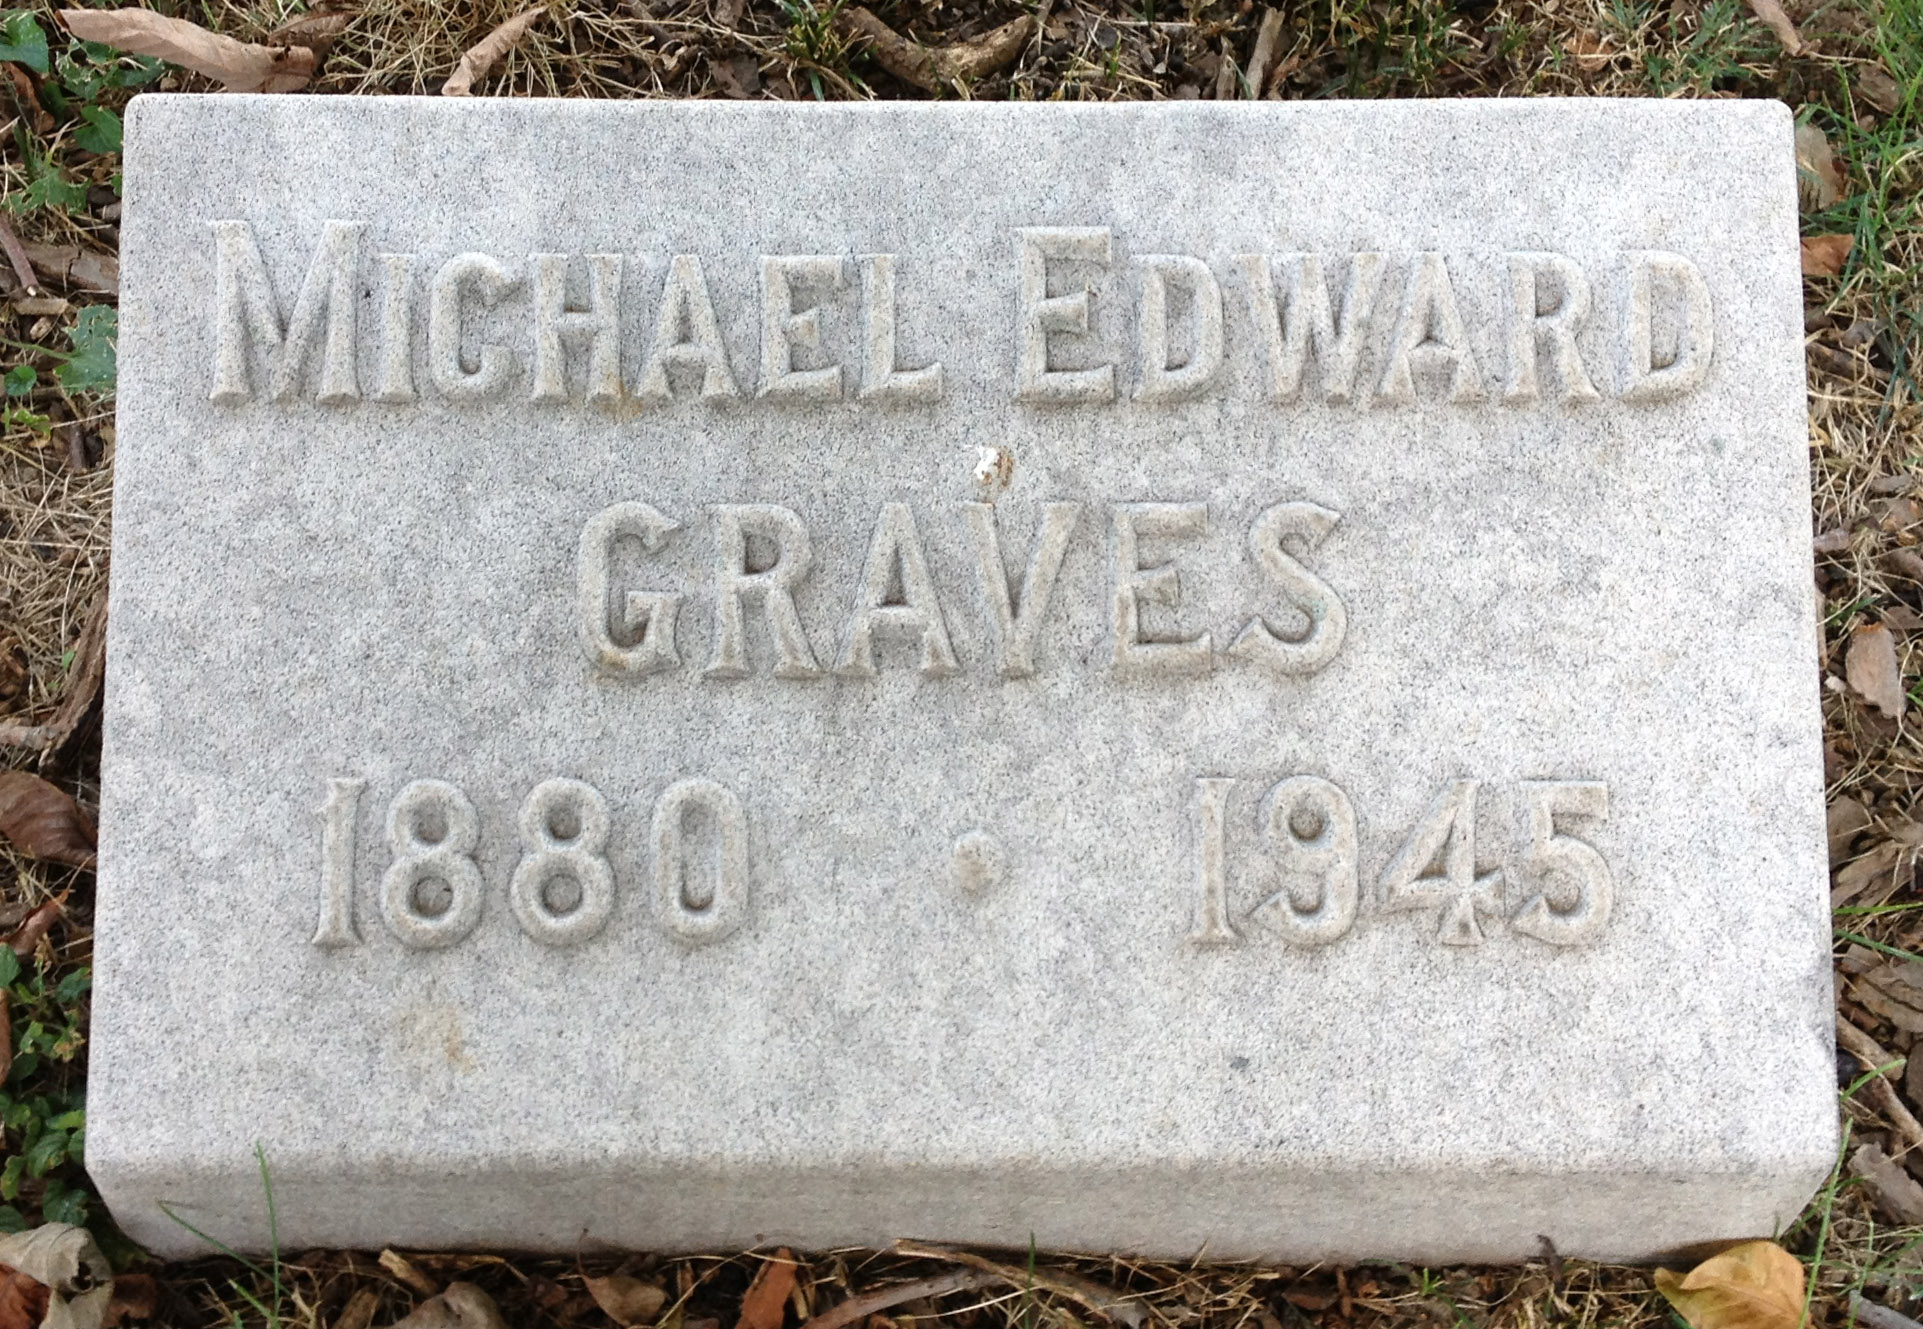 MICHAEL EDWARD
GRAVES
1880 • 1945